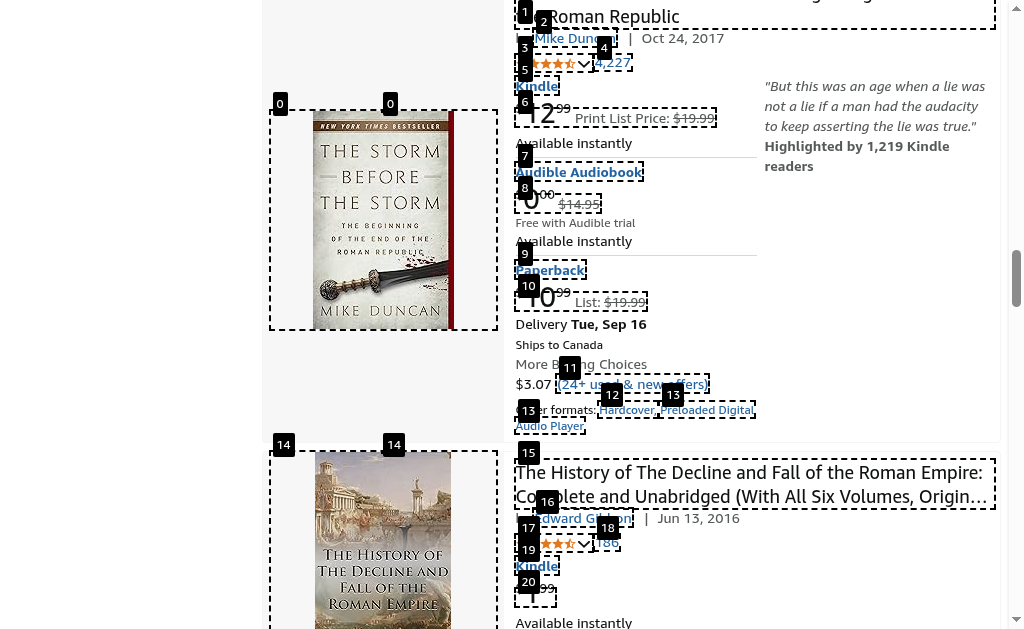 Roman Republic
Mike Duncan | Oct 24, 2017
4,227
Kindle
12 99 Print List Price: $19.99
Available instantly
Audible Audiobook
0 00 $14.95
Free with Audible trial
Available instantly
Paperback
10 99 List: $19.99
Delivery Tue, Sep 16
Ships to Canada
More Buying Choices
$3.07 (24+ used & new offers)
Other formats: Hardcover, Preloaded Digital
Audio Player
"But this was an age when a lie was
not a lie if a man had the audacity
to keep asserting the lie was true."
Highlighted by 1,219 Kindle
readers
NEW YORK TIMES BESTSELLER
THE STORM
BEFORE
THE STORM
THE BEGINNING
OF THE END OF THE
ROMAN REPUBLIC
MIKE DUNCAN
The History of The Decline and Fall of the Roman Empire:
Complete and Unabridged (With All Six Volumes, Origin…
Edward Gibbon | Jun 13, 2016
186
Kindle
1 99
Available instantly
THE HISTORY OF
THE DECLINE AND
FALL OF THE
ROMAN EMPIRE
0
0
1
2
3
4
5
6
7
8
9
10
11
12
13
13
14
14
15
16
17
18
19
20